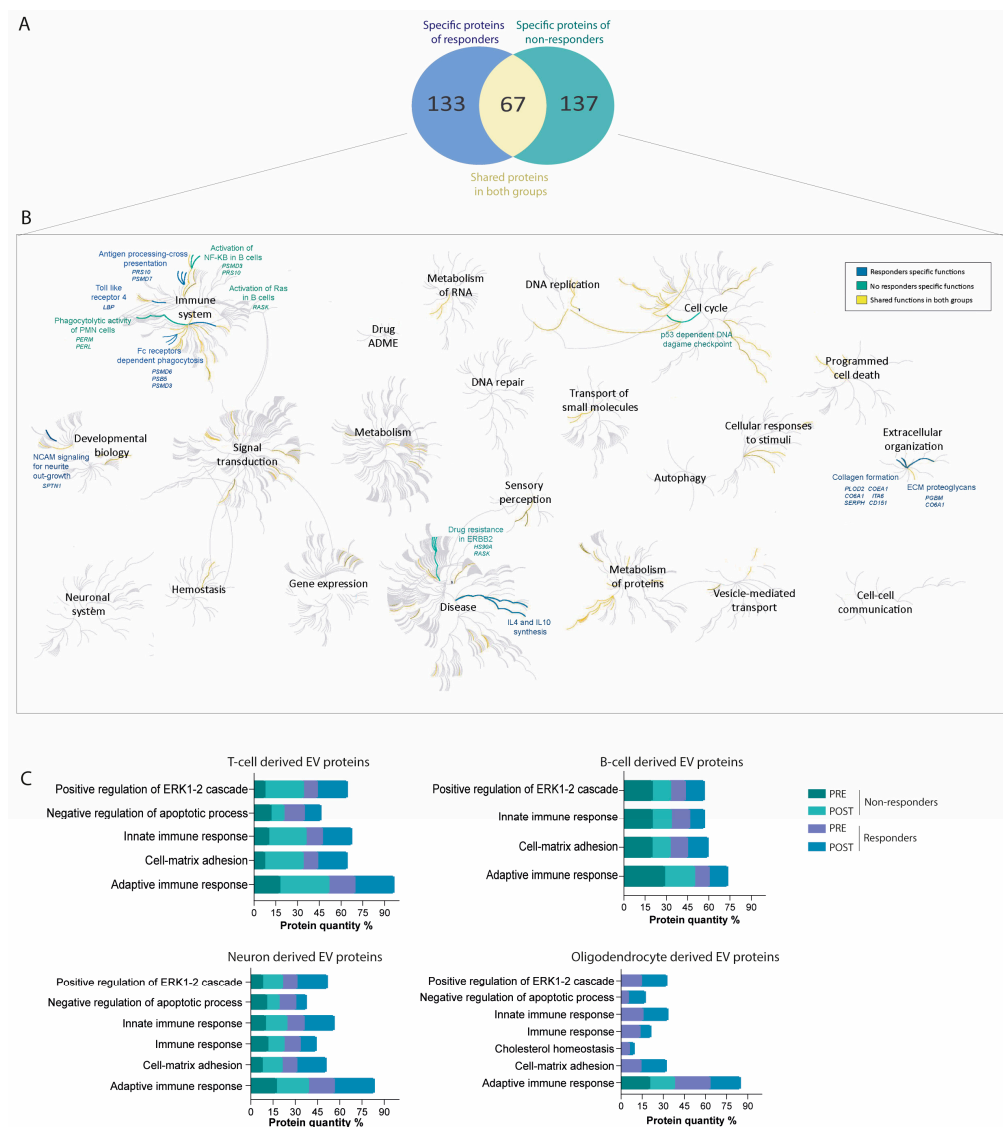 A
Specific proteins
of responders
Specific proteins of
non-responders
133
67
137
Shared proteins
in both groups
B
Antigen processing-cross
presentation
PRS10
PSMD7
Activation of
NF-KB in B cells
PSMD3
PRS10
Toll like
receptor 4
LBP
Immune
system
Activation of Ras
in B cells
RASK
Phagocytolytic activity
of PMN cells
PERM
PERL
Fc receptors
dependent phagocytosis
PSMD6
PSB5
PSMD3
Metabolism
of RNA
DNA replication
Cell cycle
p53 dependent DNA
dagame checkpoint
Responders specific functions
No responders specific functions
Shared functions in both groups
Drug
ADME
DNA repair
Transport of
small molecules
Programmed
cell death
Developmental
biology
NCAM signaling
for neurite
out-growth
SPTN1
Signal
transduction
Metabolism
Cellular responses
to stimuli
Extracellular
organization
Collagen formation
PLOD2 COEA1
CO6A1 ITA6
SERPH CD151
ECM proteoglycans
PGBM
CO6A1
Sensory
perception
Autophagy
Drug resistance
in ERBB2
HS90A
RASK
Neuronal
system
Hemostasis
Gene expression
Disease
IL4 and IL10
synthesis
Metabolism
of proteins
Vesicle-mediated
transport
Cell-cell
communication
C
T-cell derived EV proteins
Positive regulation of ERK1-2 cascade
Negative regulation of apoptotic process
Innate immune response
Cell-matrix adhesion
Adaptive immune response
0 15 30 45 60 75 90
Protein quantity %
B-cell derived EV proteins
Positive regulation of ERK1-2 cascade
Innate immune response
Cell-matrix adhesion
Adaptive immune response
0 15 30 45 60 75 90
Protein quantity %
PRE
POST
Non-responders
PRE
POST
Responders
Neuron derived EV proteins
Positive regulation of ERK1-2 cascade
Negative regulation of apoptotic process
Innate immune response
Immune response
Cell-matrix adhesion
Adaptive immune response
0 15 30 45 60 75 90
Protein quantity %
Oligodendrocyte derived EV proteins
Positive regulation of ERK1-2 cascade
Negative regulation of apoptotic process
Innate immune response
Immune response
Cholesterol homeostasis
Cell-matrix adhesion
Adaptive immune response
0 15 30 45 60 75 90
Protein quantity %